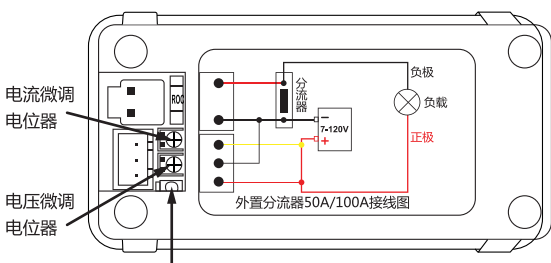 电流微调
电位器
电压微调
电位器
ROC
分流器
负极
负载
正极
− 7-120V +
外置分流器50A/100A接线图